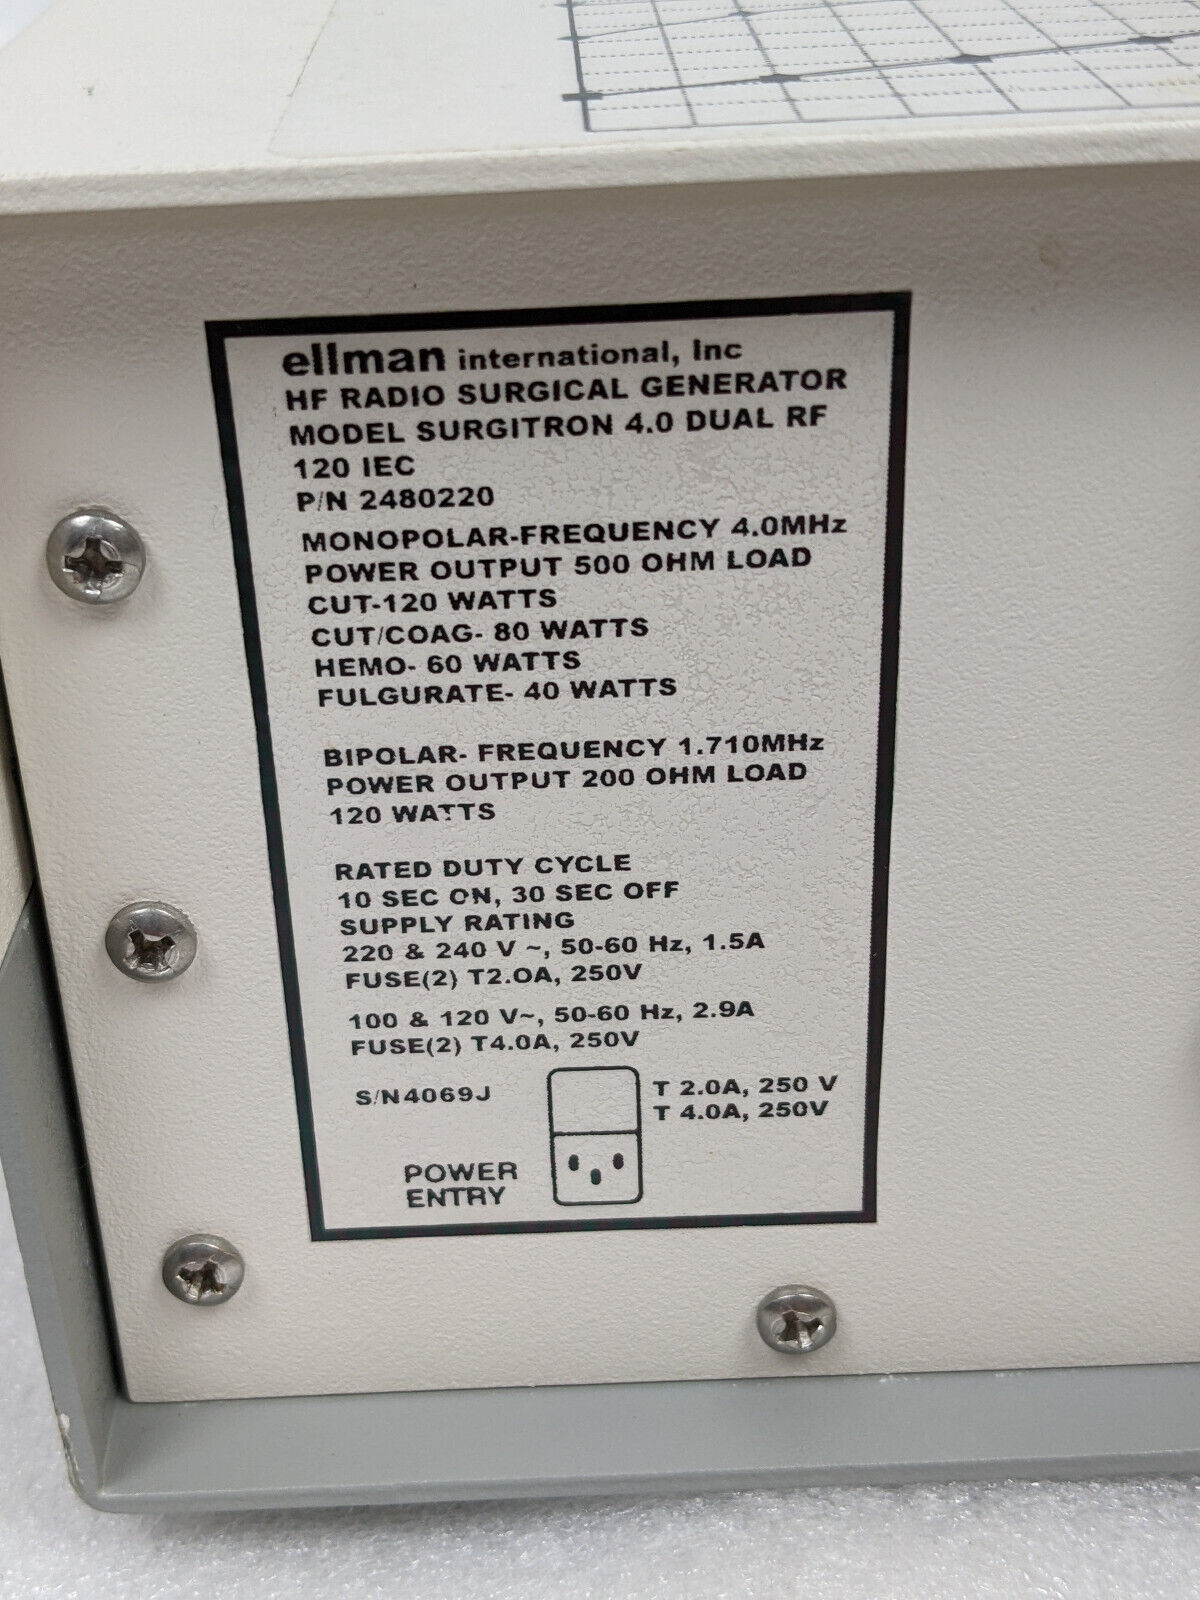 ellman international, Inc
HF RADIO SURGICAL GENERATOR
MODEL SURGITRON 4.0 DUAL RF
120 IEC
P/N 2480220
MONOPOLAR-FREQUENCY 4.0MHz
POWER OUTPUT 500 OHM LOAD
CUT-120 WATTS
CUT/COAG- 80 WATTS
HEMO- 60 WATTS
FULGURATE- 40 WATTS
BIPOLAR- FREQUENCY 1.710MHz
POWER OUTPUT 200 OHM LOAD
120 WATTS
RATED DUTY CYCLE
10 SEC ON, 30 SEC OFF
SUPPLY RATING
220 & 240 V ~, 50-60 Hz, 1.5A
FUSE(2) T2.OA, 250V
100 & 120 V~, 50-60 Hz, 2.9A
FUSE(2) T4.0A, 250V
S/N4069J
T 2.0A, 250 V
T 4.0A, 250V
POWER
ENTRY